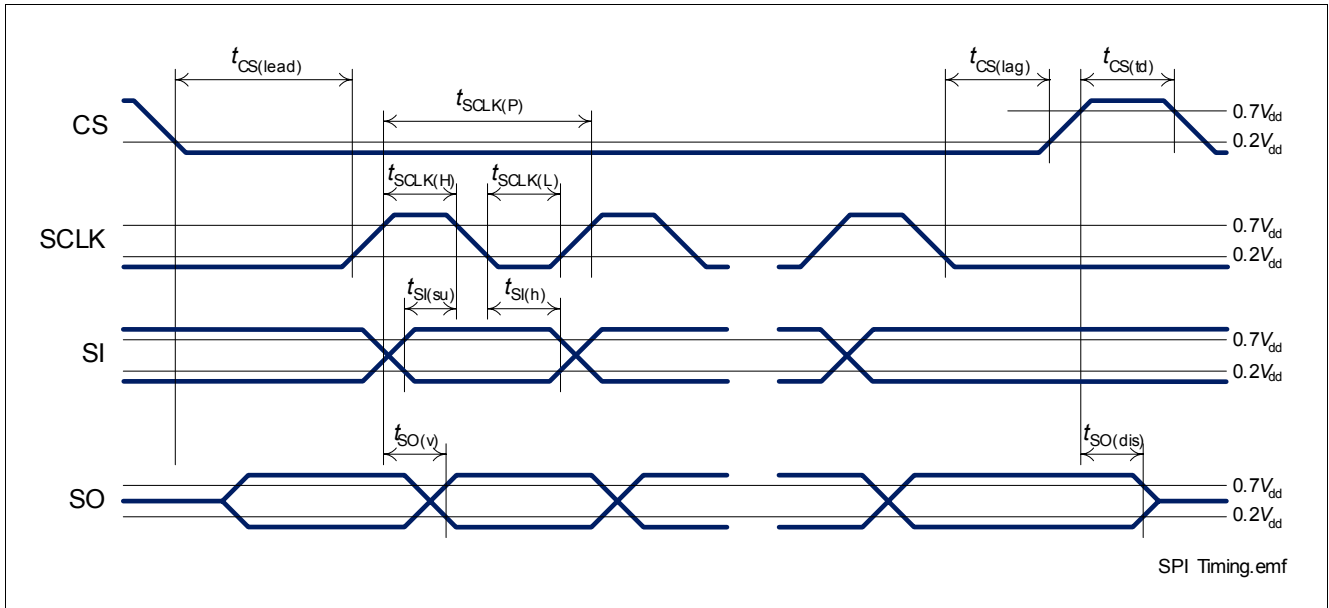 tCS(lead)
tCS(lag)
tCS(td)
tSCLK(P)
CS
0.7Vdd
0.2Vdd
tSCLK(H)
tSCLK(L)
SCLK
0.7Vdd
0.2Vdd
tSI(su)
tSI(h)
SI
0.7Vdd
0.2Vdd
tSO(v)
tSO(dis)
SO
0.7Vdd
0.2Vdd
SPI Timing.emf